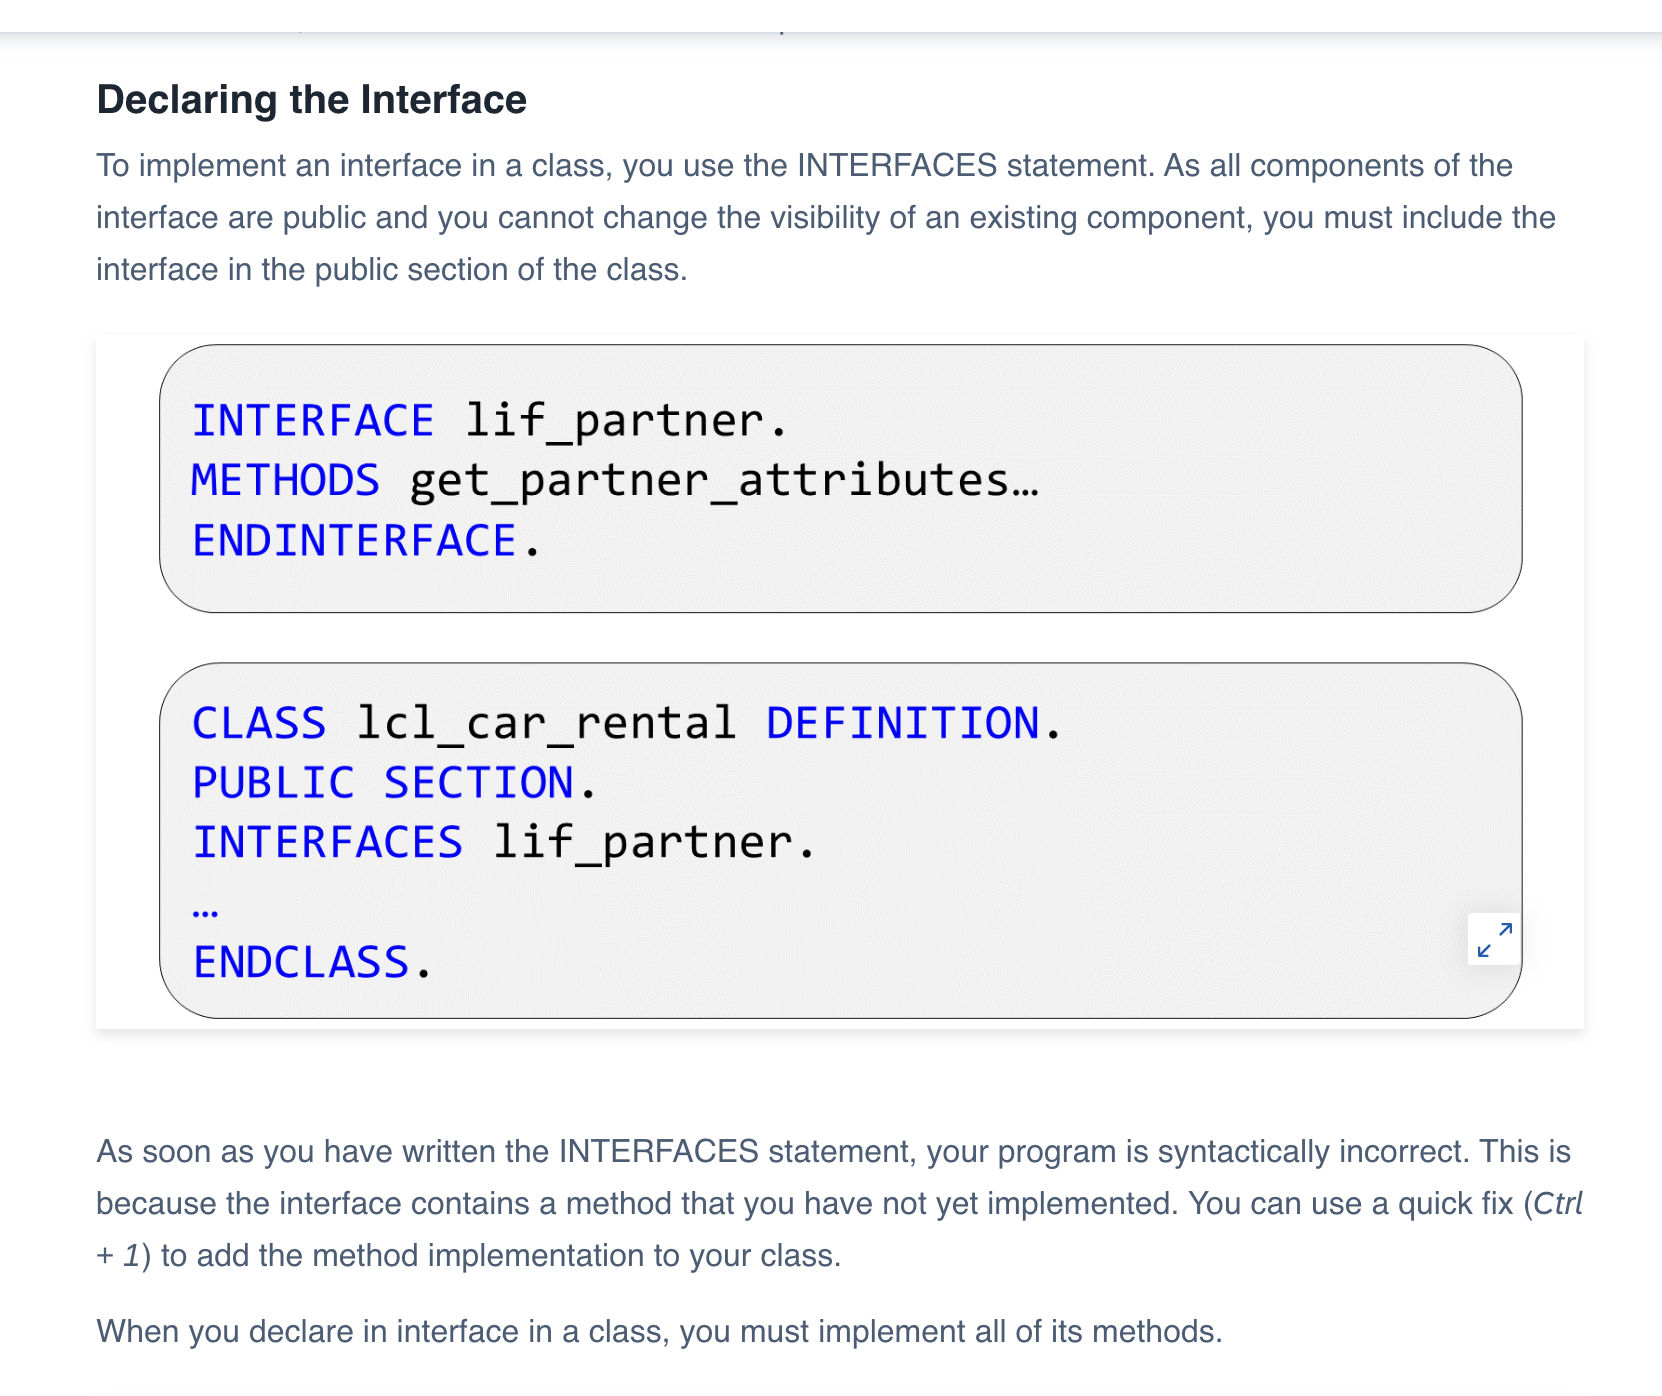 Declaring the Interface
To implement an interface in a class, you use the INTERFACES statement. As all components of the
interface are public and you cannot change the visibility of an existing component, you must include the
interface in the public section of the class.
INTERFACE lif_partner.
METHODS get_partner_attributes…
ENDINTERFACE.
CLASS lcl_car_rental DEFINITION.
PUBLIC SECTION.
INTERFACES lif_partner.
…
ENDCLASS.
As soon as you have written the INTERFACES statement, your program is syntactically incorrect. This is
because the interface contains a method that you have not yet implemented. You can use a quick fix (Ctrl
+ 1) to add the method implementation to your class.
When you declare in interface in a class, you must implement all of its methods.